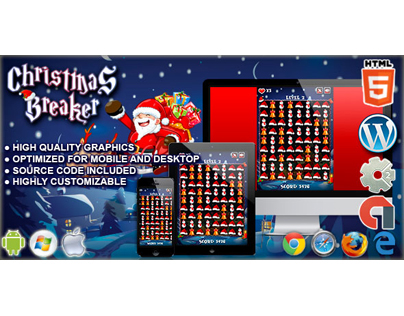 Christmas
Breaker
• HIGH QUALITY GRAPHICS
• OPTIMIZED FOR MOBILE AND DESKTOP
• SOURCE CODE INCLUDED
• HIGHLY CUSTOMIZABLE
HTML
5